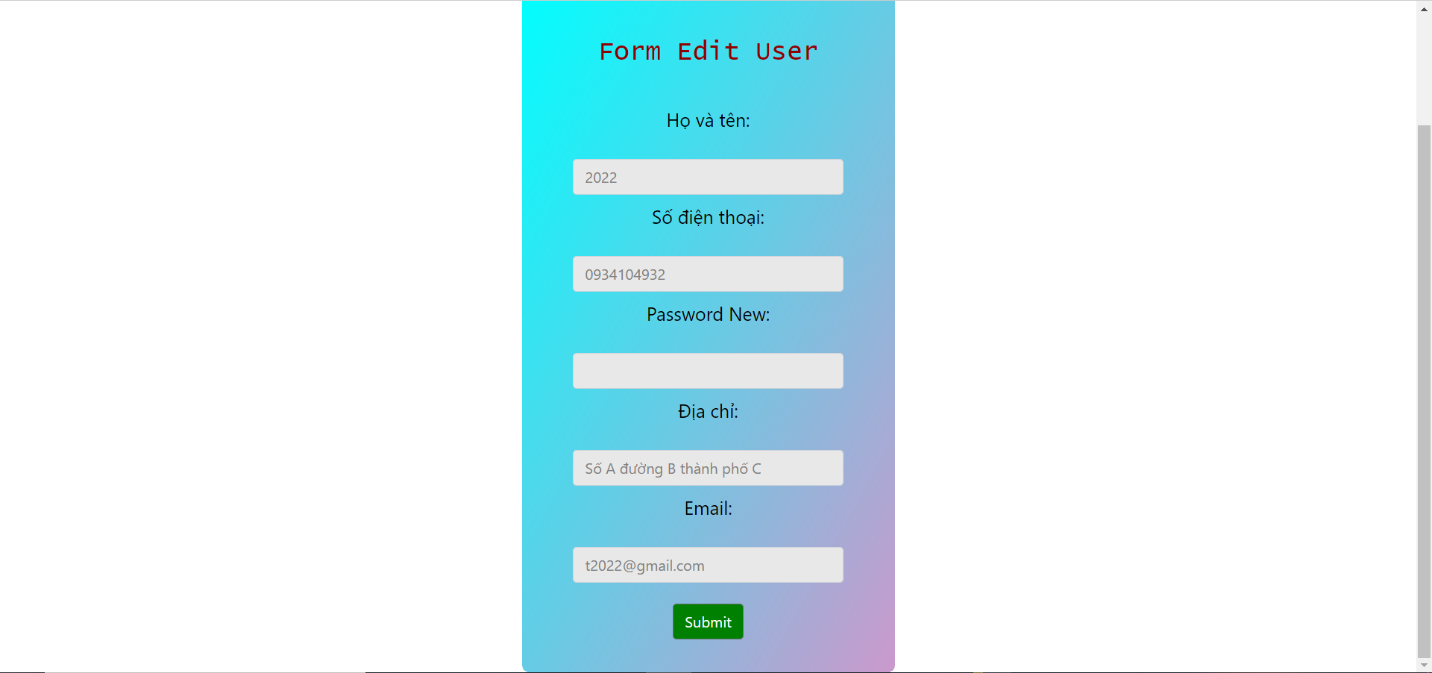 Form Edit User
Họ và tên:
2022
Số điện thoại:
0934104932
Password New:
Địa chỉ:
Số A đường B thành phố C
Email:
t2022@gmail.com
Submit